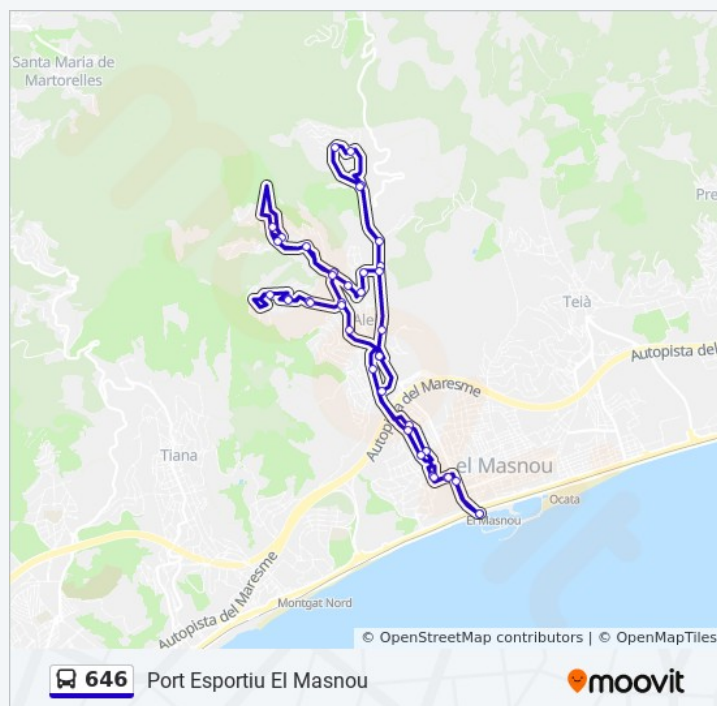 Santa Maria de
Martorelles
Pre
Teià
Ale
Autopista del
Autopista del Maresme
Tiana
el Masnou
Ocata
El Masnou
Autopista del Maresme
Montgat Nord
© OpenStreetMap contributors | © OpenMapTiles
646 Port Esportiu El Masnou
moovit